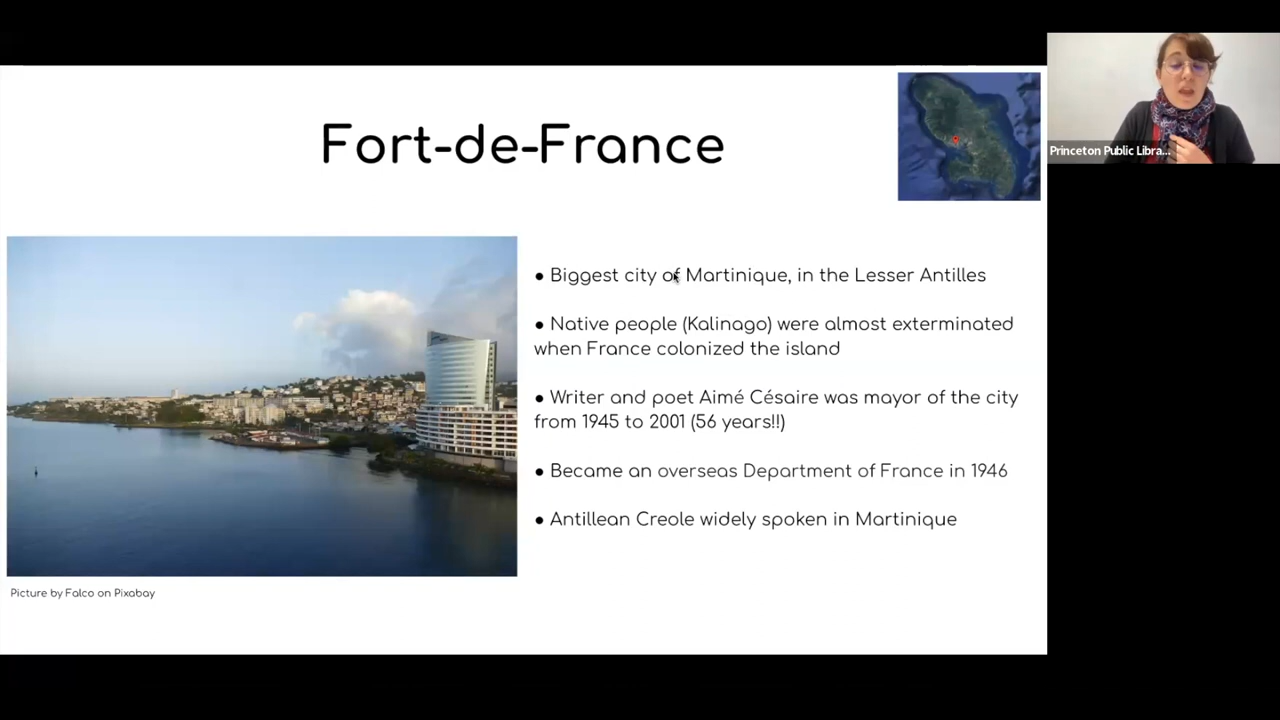 Fort-de-France
Princeton Public Libra...
● Biggest city of Martinique, in the Lesser Antilles
● Native people (Kalinago) were almost exterminated
when France colonized the island
● Writer and poet Aimé Césaire was mayor of the city
from 1945 to 2001 (56 years!!)
● Became an overseas Department of France in 1946
● Antillean Creole widely spoken in Martinique
Picture by Falco on Pixabay